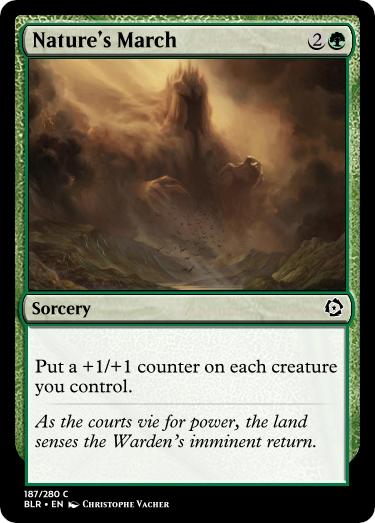 Nature's March 2
Sorcery
Put a +1/+1 counter on each creature
you control.
As the courts vie for power, the land
senses the Warden's imminent return.
187/280 C
BLR • EN Christophe Vacher